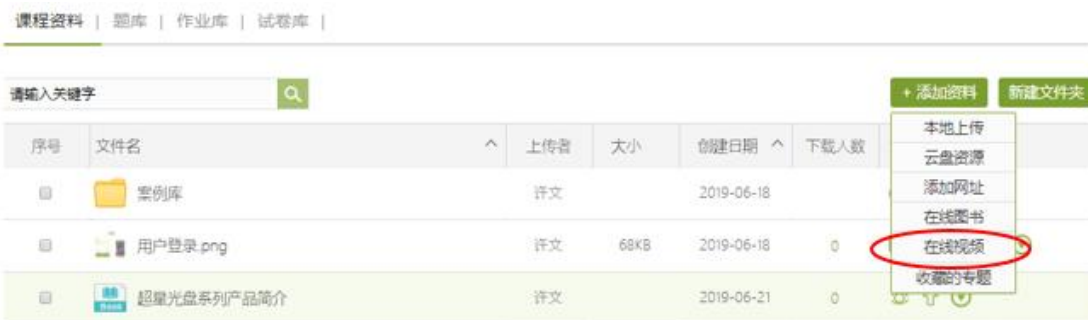 课程资料 | 题库 | 作业库 | 试卷库 |
请输入关键字
+ 添加资料 新建文件夹
序号 文件名 上传者 大小 创建日期 下载人数
本地上传
云盘资源
案例库 许文 2019-06-18
添加网址
在线图书
用户登录.png 许文 68KB 2019-06-18 0
在线视频
收藏的专题
超星光盘系列产品简介 许文 2019-06-21 0